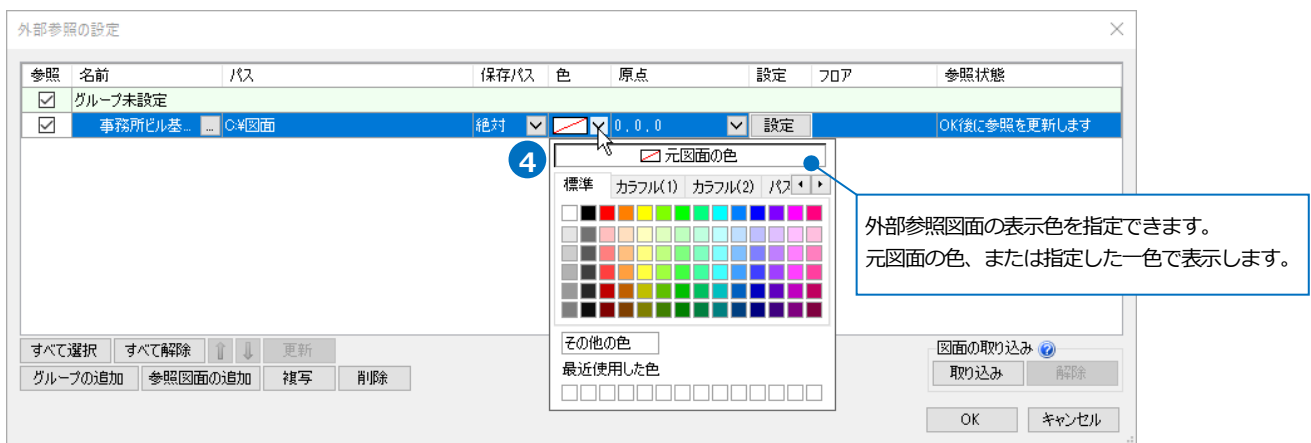 外部参照の設定
参照 名前 パス 保存パス 色 原点 設定 フロア 参照状態
グループ未設定
事務所ビル基... ... C:¥図面 絶対 0, 0, 0 設定 OK後に参照を更新します
4
元図面の色
標準 カラフル(1) カラフル(2) パス
外部参照図面の表示色を指定できます。
元図面の色、または指定した一色で表示します。
その他の色
最近使用した色
すべて選択 すべて解除 更新
グループの追加 参照図面の追加 複写 削除
図面の取り込み
取り込み 解除
OK キャンセル